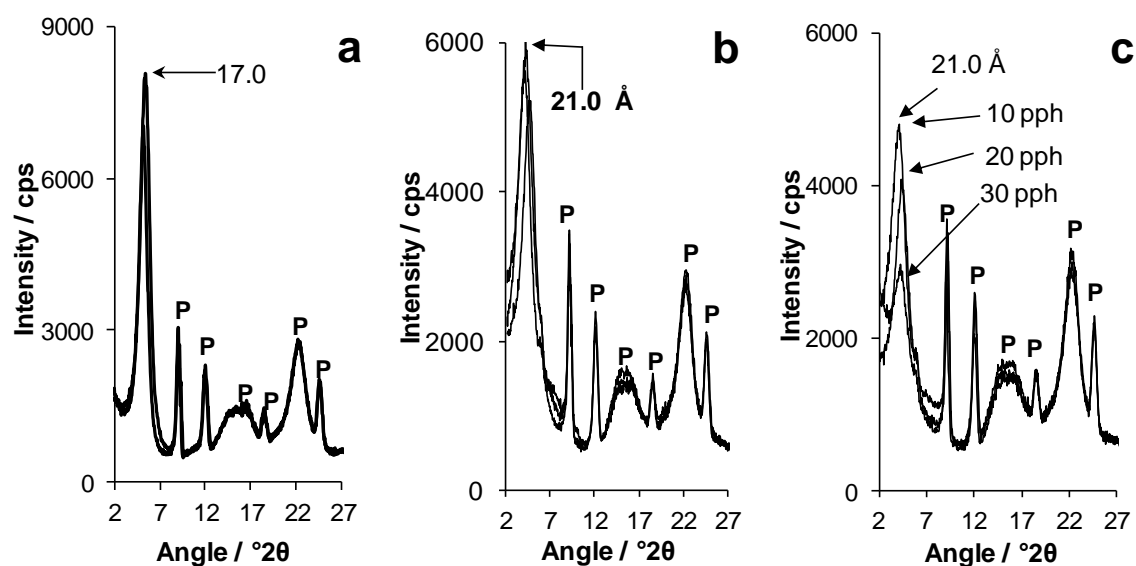 a
Intensity / cps
9000
6000
3000
0
17.0
P
P
P
P
P
P
2 7 12 17 22 27
Angle / °2θ
b
Intensity / cps
6000
4000
2000
0
21.0 Å
P
P
P
P
P
P
2 7 12 17 22 27
Angle / °2θ
c
Intensity / cps
6000
4000
2000
0
21.0 Å
10 pph
20 pph
30 pph
P
P
P
P
P
P
2 7 12 17 22 27
Angle / °2θ